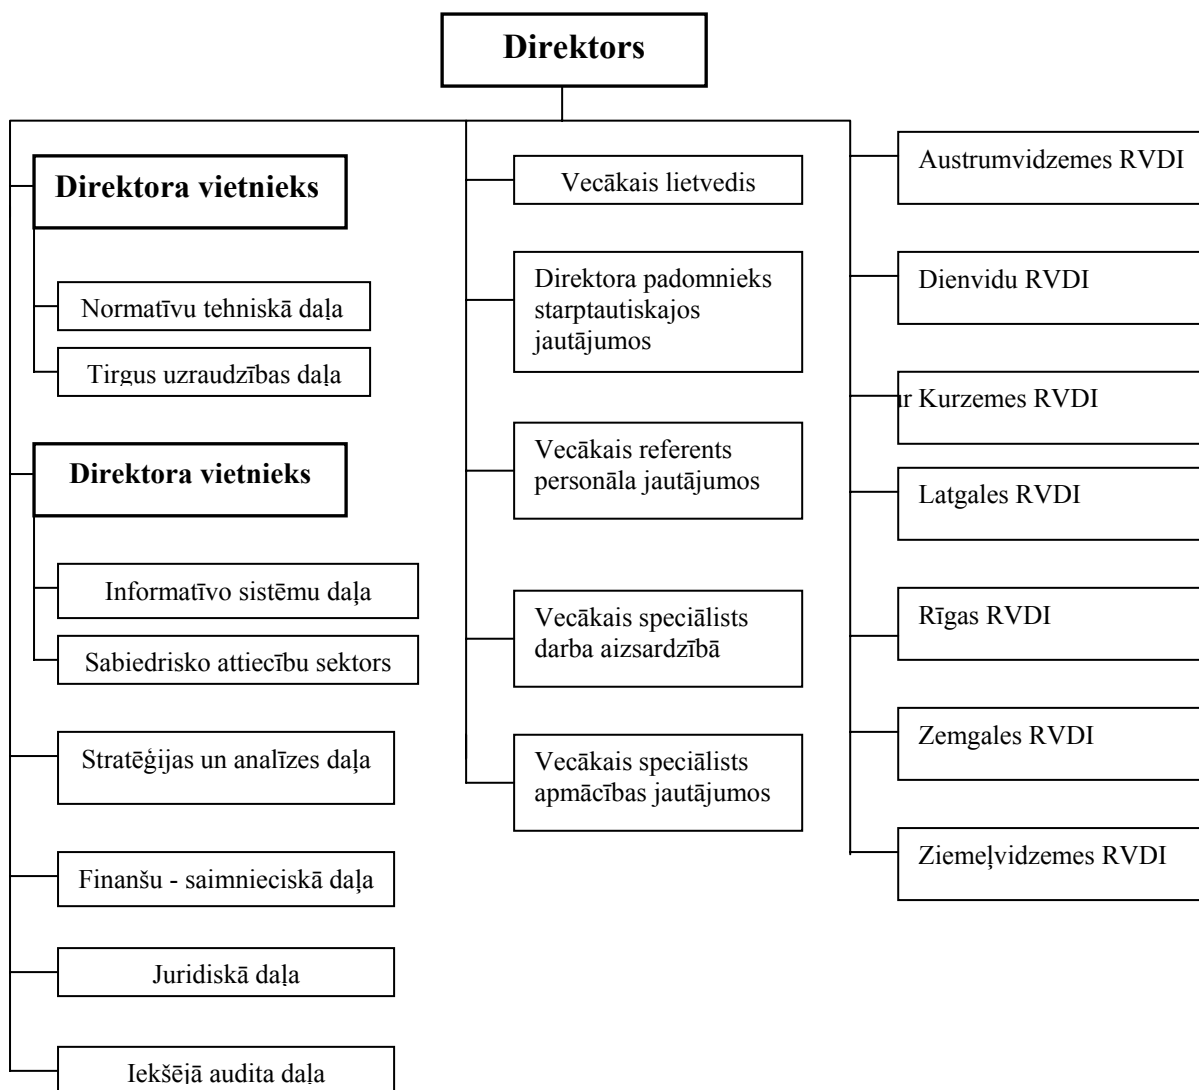 Direktors
Direktora vietnieks
Normatīvu tehniskā daļa
Tirgus uzraudzības daļa
Direktora vietnieks
Informatīvo sistēmu daļa
Sabiedrisko attiecību sektors
Stratēģijas un analīzes daļa
Finanšu - saimnieciskā daļa
Juridiskā daļa
Iekšējā audita daļa
Vecākais lietvedis
Direktora padomnieks
starptautiskajos
jautājumos
Vecākais referents
personāla jautājumos
Vecākais speciālists
darba aizsardzībā
Vecākais speciālists
apmācības jautājumos
Austrumvidzemes RVDI
Dienvidu RVDI
Kurzemes RVDI
Latgales RVDI
Rīgas RVDI
Zemgales RVDI
Ziemeļvidzemes RVDI